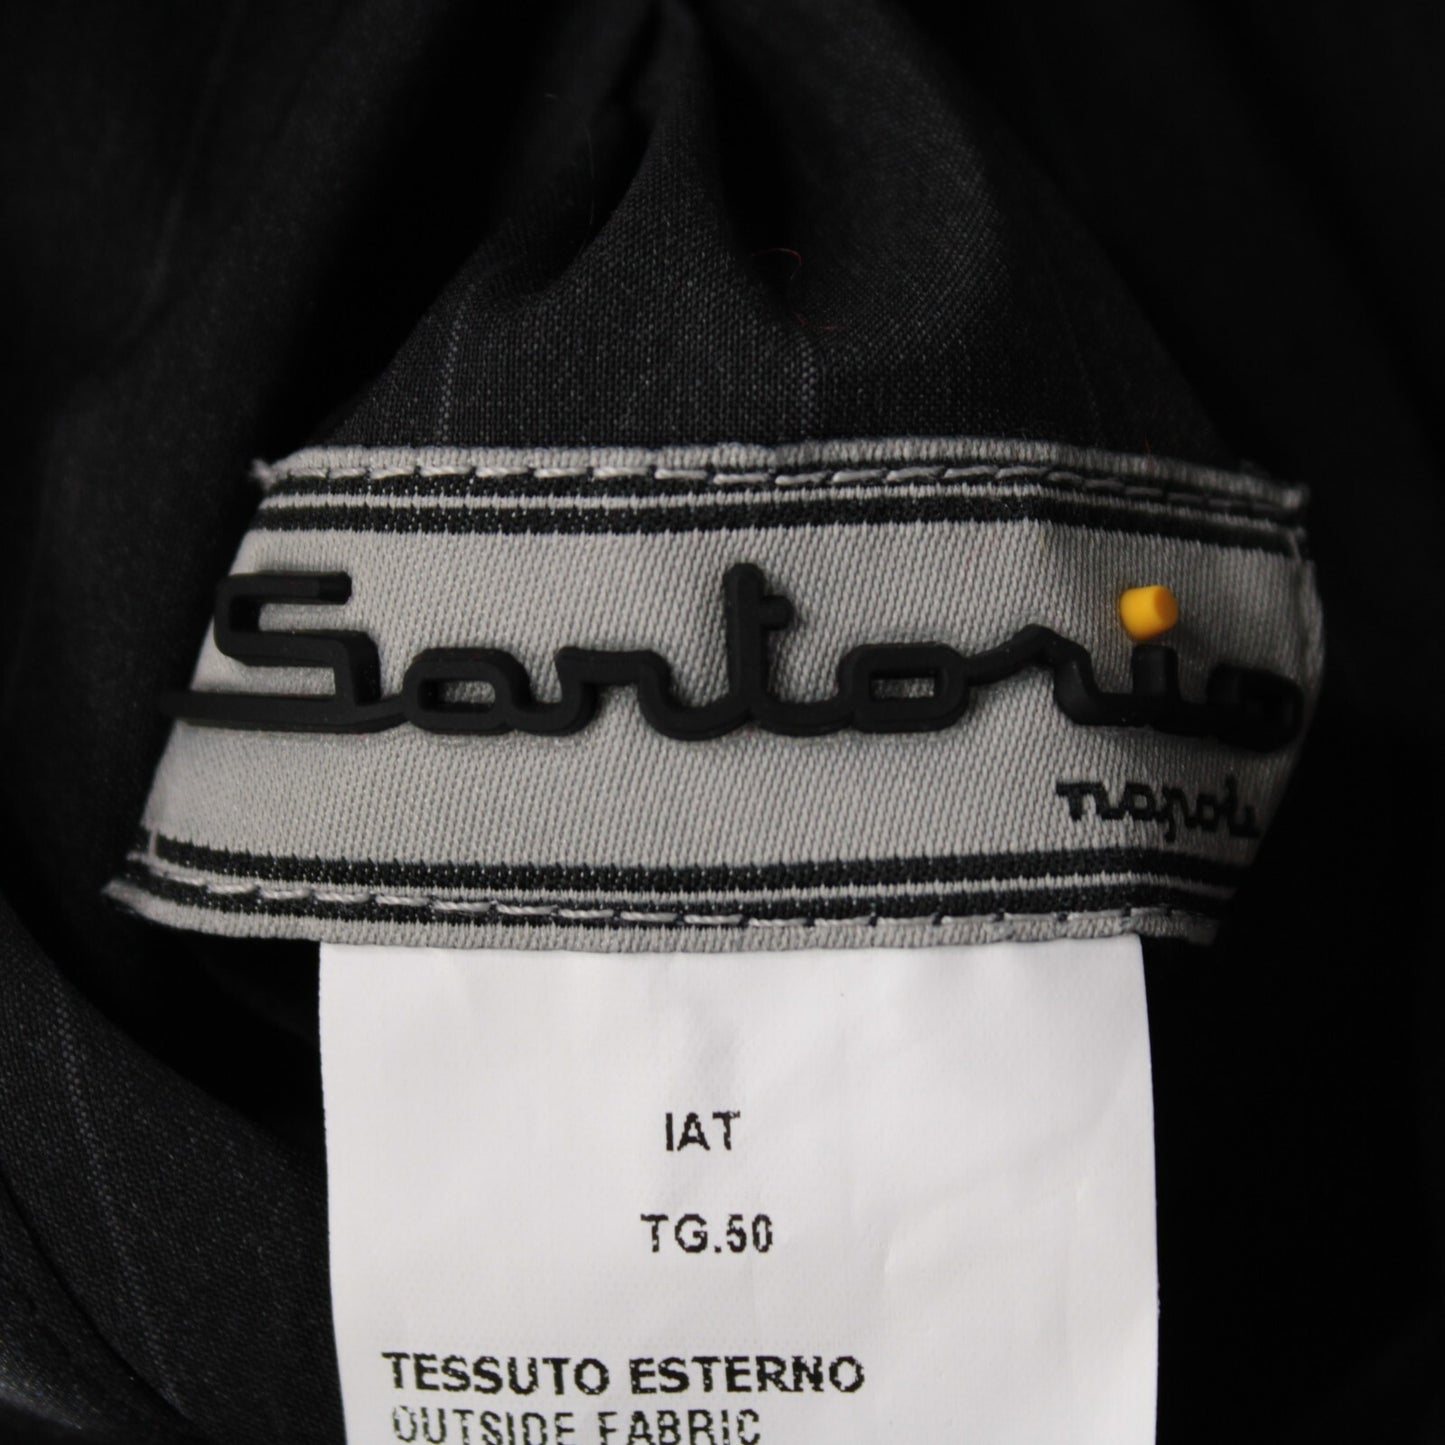 Sartorio
napoli
IAT
TG.50
TESSUTO ESTERNO
OUTSIDE FABRIC